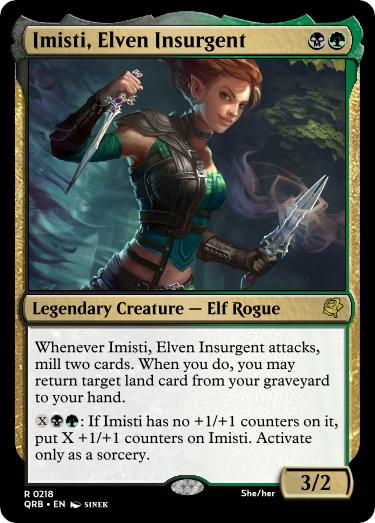 Imisti, Elven Insurgent
Legendary Creature — Elf Rogue
Whenever Imisti, Elven Insurgent attacks,
mill two cards. When you do, you may
return target land card from your graveyard
to your hand.
X: If Imisti has no +1/+1 counters on it,
put X +1/+1 counters on Imisti. Activate
only as a sorcery.
3/2
R 0218
She/her
QRB • EN SINEK